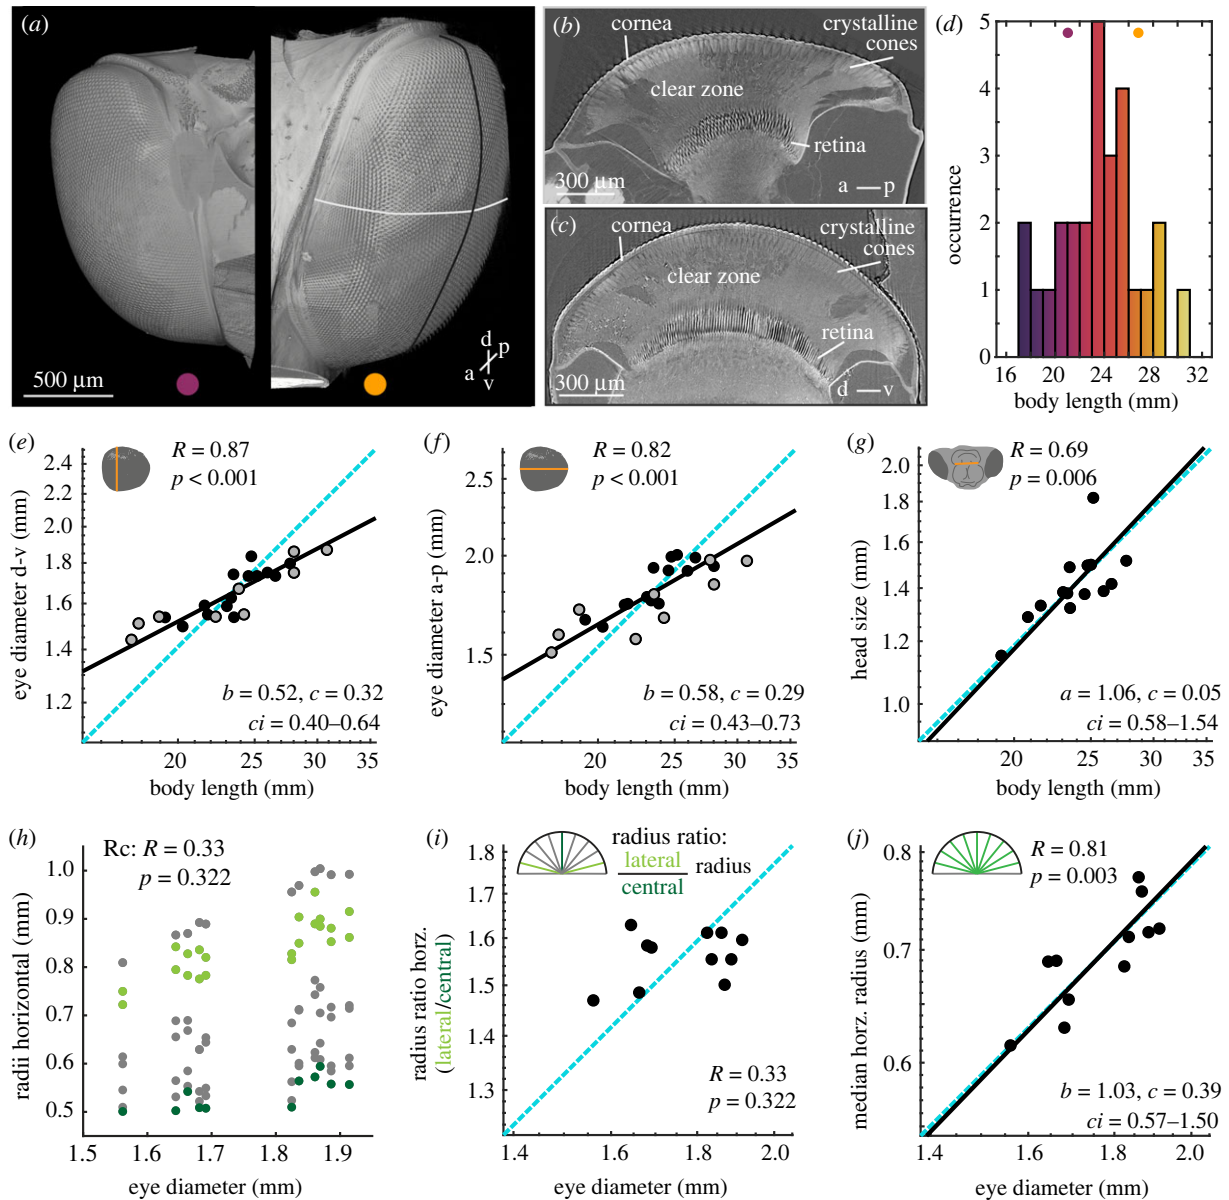 (a)
500 µm
d
p
a
v
(b)
cornea
crystalline
cones
clear zone
retina
300 µm
a — p
(c)
cornea
crystalline
cones
clear zone
retina
300 µm
d — v
(d)
5
4
3
2
1
0
occurrence
16 20 24 28 32
body length (mm)
(e)
R = 0.87
p < 0.001
2.4
2.2
2.0
1.8
1.6
1.4
1.2
eye diameter d-v (mm)
b = 0.52, c = 0.32
ci = 0.40–0.64
20 25 30 35
body length (mm)
(f)
R = 0.82
p < 0.001
2.5
2.0
1.5
eye diameter a-p (mm)
b = 0.58, c = 0.29
ci = 0.43–0.73
20 25 30 35
body length (mm)
(g)
R = 0.69
p = 0.006
2.0
1.8
1.6
1.4
1.2
1.0
head size (mm)
a = 1.06, c = 0.05
ci = 0.58–1.54
20 25 30 35
body length (mm)
(h)
Rc: R = 0.33
p = 0.322
1.0
0.9
0.8
0.7
0.6
0.5
radii horizontal (mm)
1.5 1.6 1.7 1.8 1.9
eye diameter (mm)
(i)
radius ratio:
lateral
central
radius
1.8
1.7
1.6
1.5
1.4
1.3
radius ratio horz.
(lateral/central)
R = 0.33
p = 0.322
1.4 1.6 1.8 2.0
eye diameter (mm)
(j)
R = 0.81
p = 0.003
0.8
0.7
0.6
median horz. radius (mm)
b = 1.03, c = 0.39
ci = 0.57–1.50
1.4 1.6 1.8 2.0
eye diameter (mm)